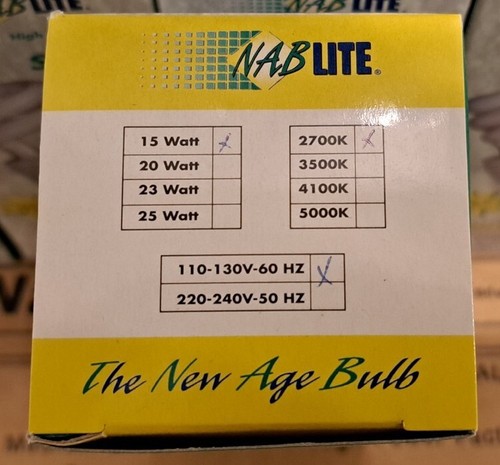 NABLITE®
15 Watt x
20 Watt
23 Watt
25 Watt
2700K x
3500K
4100K
5000K
110-130V-60 HZ x
220-240V-50 HZ
The New Age Bulb